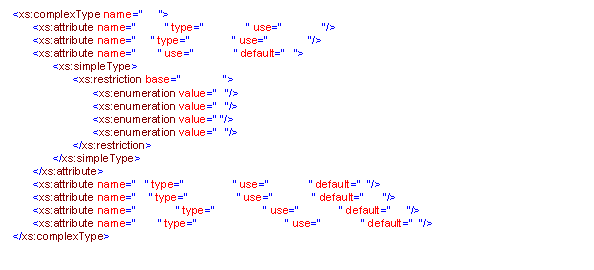 <xs:complexType name=" ">
<xs:attribute name=" " type=" " use=" "/>
<xs:attribute name=" " type=" " use=" "/>
<xs:attribute name=" " use=" " default=" ">
<xs:simpleType>
<xs:restriction base=" ">
<xs:enumeration value=" "/>
<xs:enumeration value=" "/>
<xs:enumeration value=" "/>
<xs:enumeration value=" "/>
</xs:restriction>
</xs:simpleType>
</xs:attribute>
<xs:attribute name=" " type=" " use=" " default=" "/>
<xs:attribute name=" " type=" " use=" " default=" "/>
<xs:attribute name=" " type=" " use=" " default=" "/>
<xs:attribute name=" " type=" " use=" " default=" "/>
</xs:complexType>